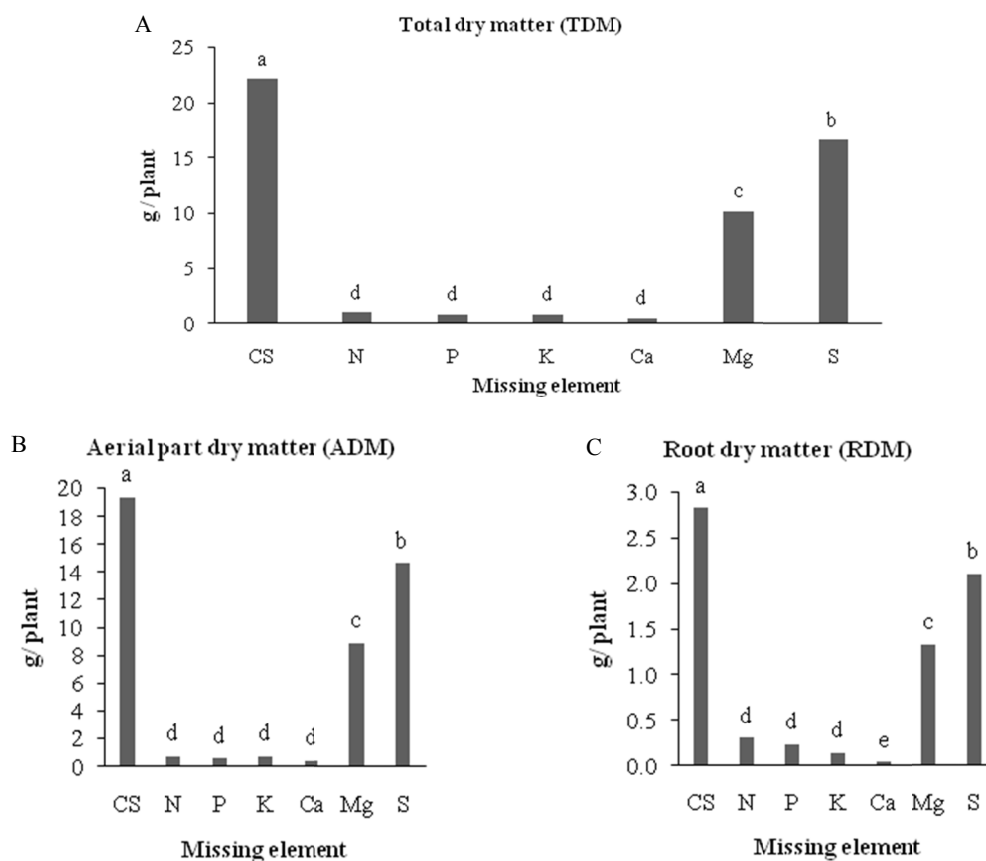 A
Total dry matter (TDM)
25
20
15
10
5
0
g / plant
a
d
d
d
d
c
b
CS N P K Ca Mg S
Missing element
B
Aerial part dry matter (ADM)
20
18
16
14
12
10
8
6
4
2
0
g/ plant
a
d
d
d
d
c
b
CS N P K Ca Mg S
Missing element
C
Root dry matter (RDM)
3.0
2.5
2.0
1.5
1.0
0.5
0.0
g/ plant
a
d
d
d
e
c
b
CS N P K Ca Mg S
Missing element